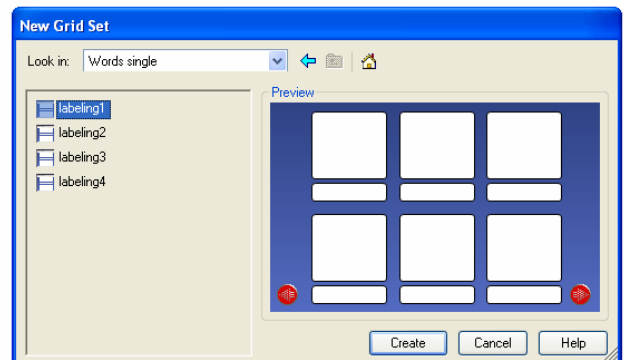 New Grid Set
Look in: Words single
Preview
labeling1
labeling2
labeling3
labeling4
Create Cancel Help